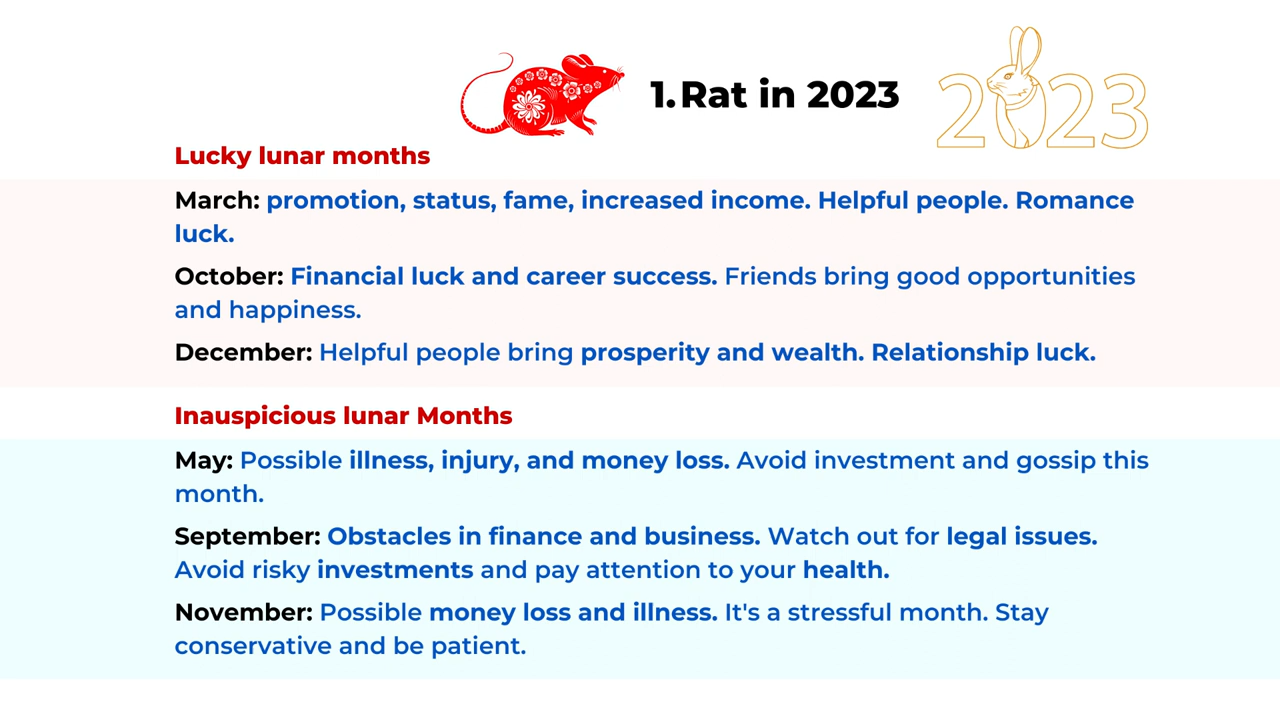 1. Rat in 2023
2023
Lucky lunar months
March: promotion, status, fame, increased income. Helpful people. Romance
luck.
October: Financial luck and career success. Friends bring good opportunities
and happiness.
December: Helpful people bring prosperity and wealth. Relationship luck.
Inauspicious lunar Months
May: Possible illness, injury, and money loss. Avoid investment and gossip this
month.
September: Obstacles in finance and business. Watch out for legal issues.
Avoid risky investments and pay attention to your health.
November: Possible money loss and illness. It's a stressful month. Stay
conservative and be patient.